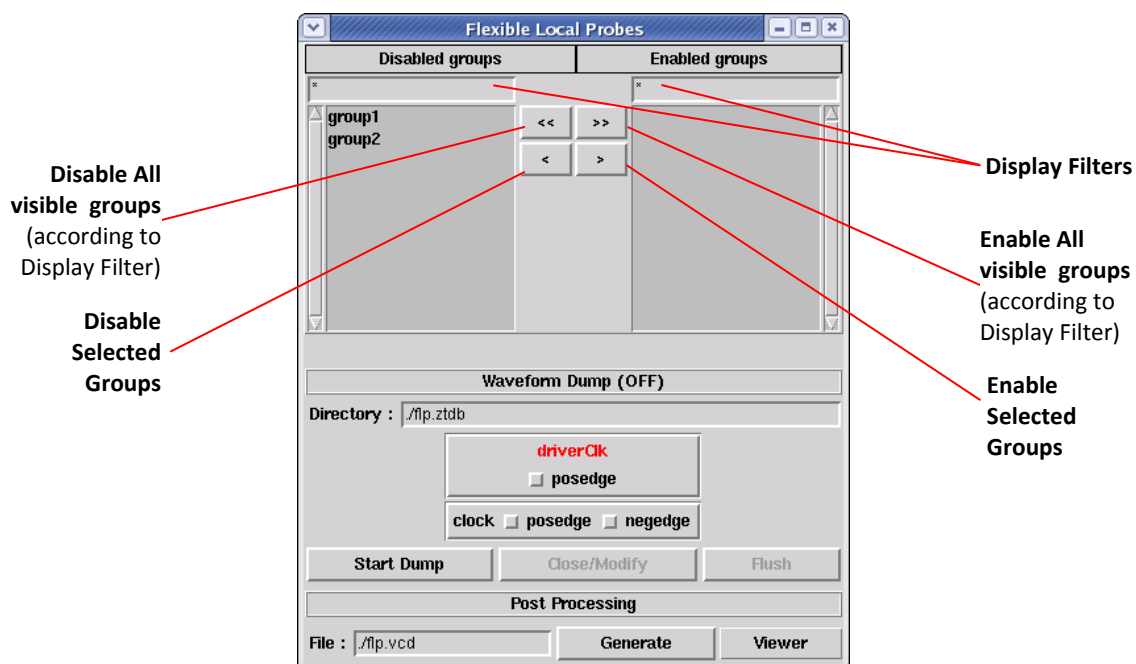 Flexible Local Probes
Disabled groups
Enabled groups
*
*
group1
group2
<<
>>
<
>
Disable All
visible groups
(according to
Display Filter)
Disable
Selected
Groups
Display Filters
Enable All
visible groups
(according to
Display Filter)
Enable
Selected
Groups
Waveform Dump (OFF)
Directory : ./flp.ztdb
driverClk
posedge
clock posedge negedge
Start Dump
Close/Modify
Flush
Post Processing
File : ./flp.vcd
Generate
Viewer